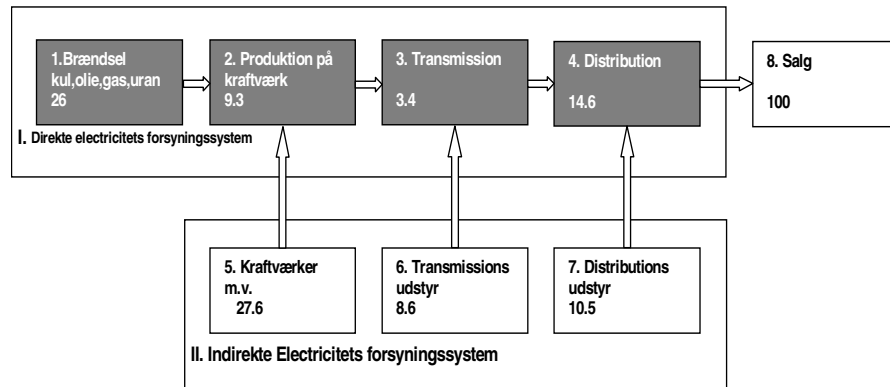 1.Brændsel
kul,olie,gas,uran
26
2. Produktion på
kraftværk
9.3
3. Transmission
3.4
4. Distribution
14.6
8. Salg
100
I. Direkte electricitets forsyningssystem
5. Kraftværker
m.v.
27.6
6. Transmissions
udstyr
8.6
7. Distributions
udstyr
10.5
II. Indirekte Electricitets forsyningssystem